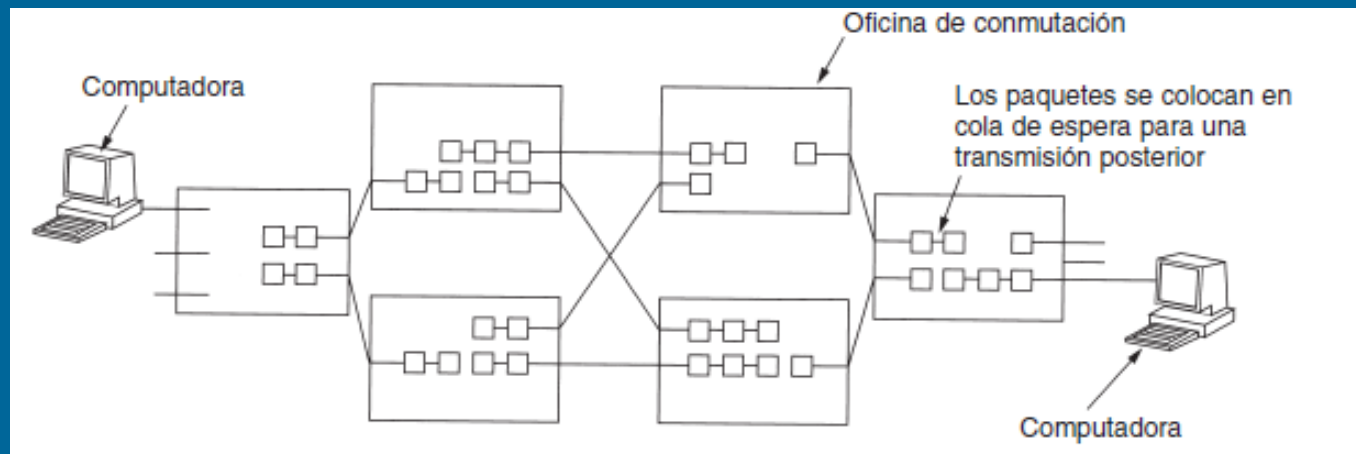 Oficina de conmutación
Computadora
Los paquetes se colocan en
cola de espera para una
transmisión posterior
Computadora